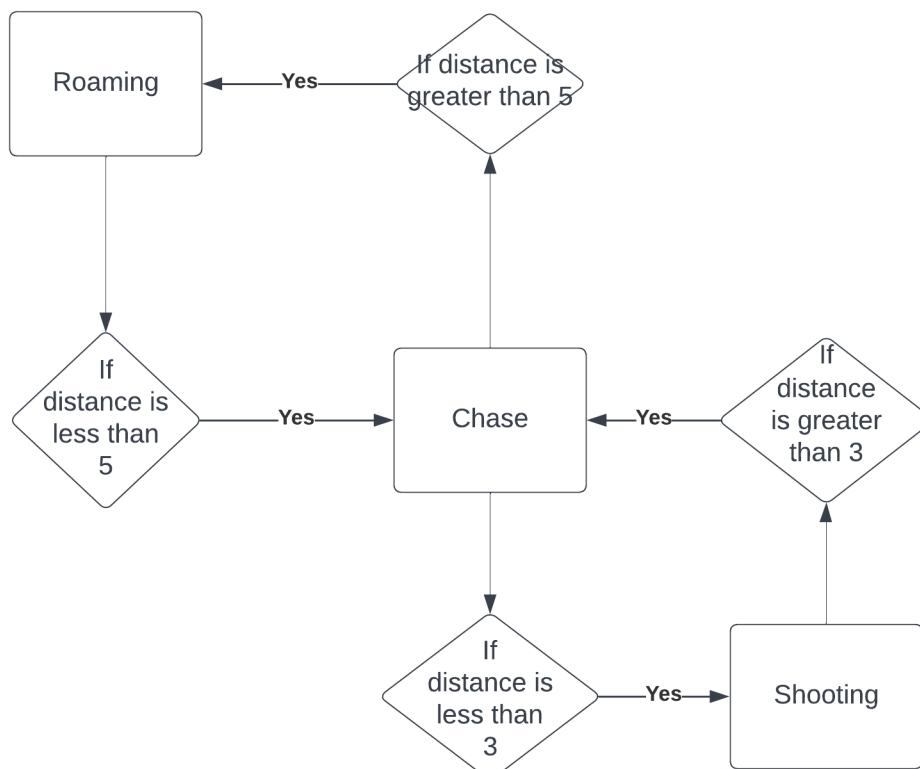 Roaming
Yes
If distance is
greater than 5
If
distance is
less than
5
Yes
Chase
Yes
If
distance
is greater
than 3
If
distance is
less than
3
Yes
Shooting